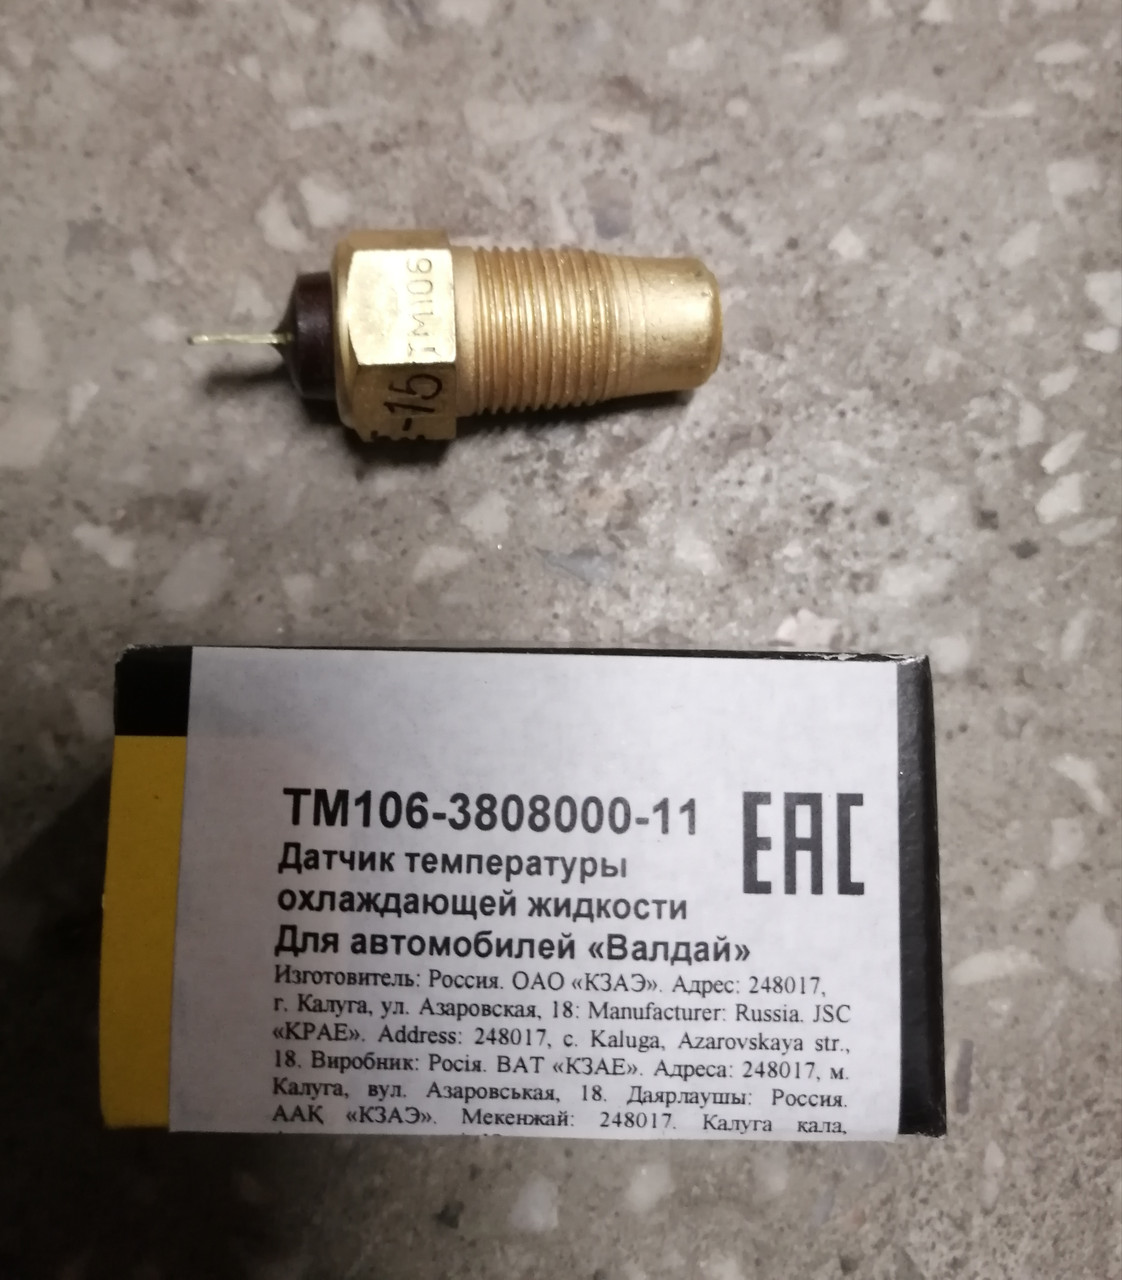 ТМ106
-15
ТМ106-3808000-11
EAC
Датчик температуры
охлаждающей жидкости
Для автомобилей «Валдай»
Изготовитель: Россия. ОАО «КЗАЭ». Адрес: 248017,
г. Калуга, ул. Азаровская, 18: Manufacturer: Russia. JSC
«KPAE». Address: 248017, c. Kaluga, Azarovskaya str.,
18. Виробник: Росія. ВАТ «КЗАЕ». Адреса: 248017, м.
Калуга, вул. Азаровськая, 18. Даярлаушы: Россия.
ААҚ «КЗАЭ». Мекенжай: 248017. Калуга кала,